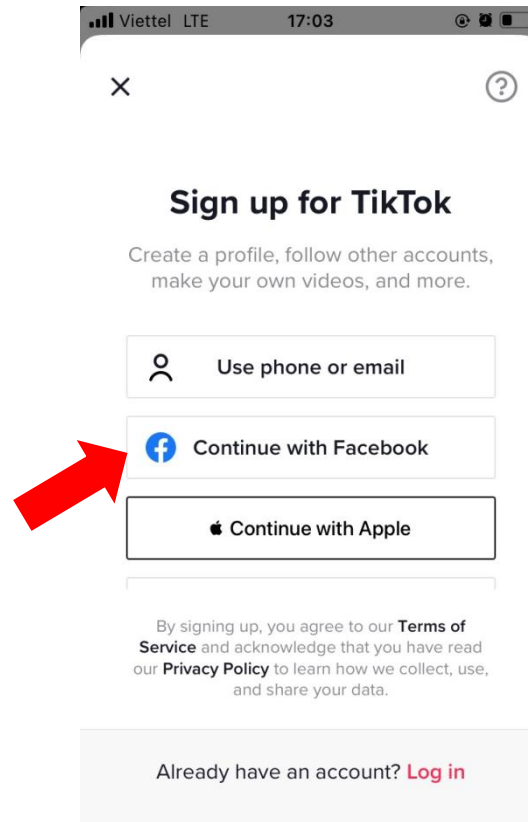 Viettel LTE 17:03
?
Sign up for TikTok
Create a profile, follow other accounts,
make your own videos, and more.
Use phone or email
Continue with Facebook
Continue with Apple
By signing up, you agree to our Terms of
Service and acknowledge that you have read
our Privacy Policy to learn how we collect, use,
and share your data.
Already have an account? Log in